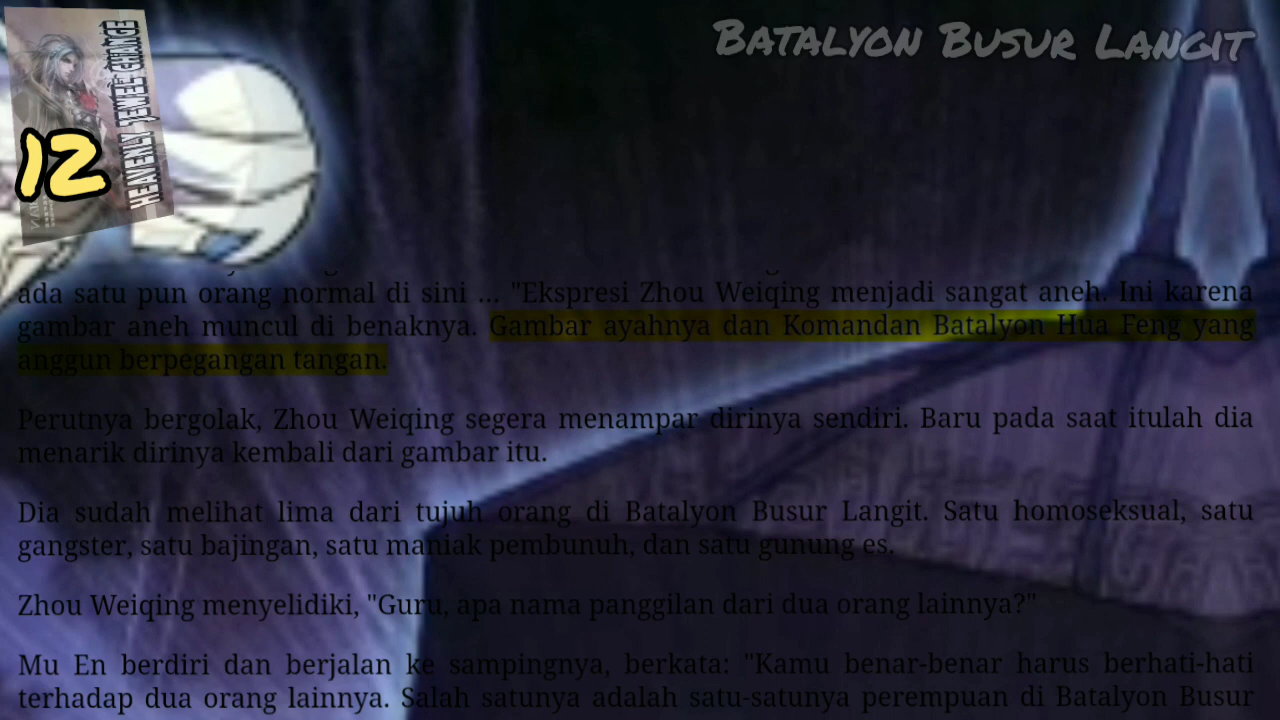 Batalyon Busur Langit
HEAVENLY JEWEL CHANGE
12
ada satu pun orang normal di sini ... "Ekspresi Zhou Weiqing menjadi sangat aneh. Ini karena
gambar aneh muncul di benaknya. Gambar ayahnya dan Komandan Batalyon Hua Feng yang
anggun berpegangan tangan.
Perutnya bergolak, Zhou Weiqing segera menampar dirinya sendiri. Baru pada saat itulah dia
menarik dirinya kembali dari gambar itu.
Dia sudah melihat lima dari tujuh orang di Batalyon Busur Langit. Satu homoseksual, satu
gangster, satu bajingan, satu maniak pembunuh, dan satu gunung es.
Zhou Weiqing menyelidiki, "Guru, apa nama panggilan dari dua orang lainnya?"
Mu En berdiri dan berjalan ke sampingnya, berkata: "Kamu benar-benar harus berhati-hati
terhadap dua orang lainnya. Salah satunya adalah satu-satunya perempuan di Batalyon Busur